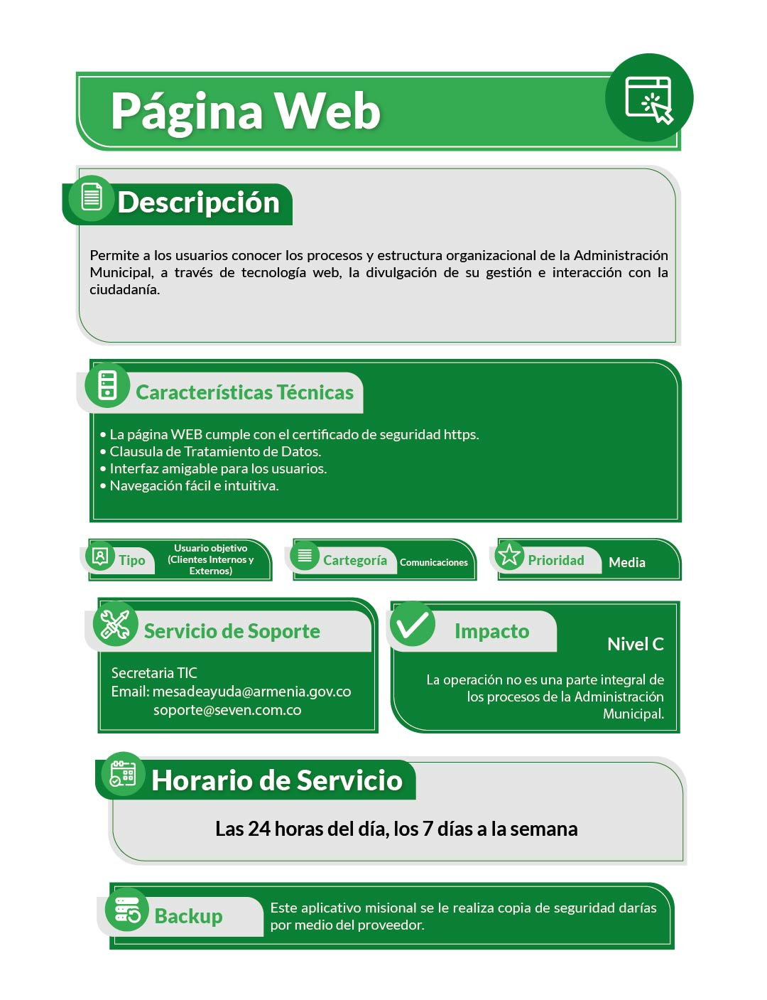 Página Web
Descripción
Permite a los usuarios conocer los procesos y estructura organizacional de la Administración
Municipal, a través de tecnología web, la divulgación de su gestión e interacción con la
ciudadanía.
Características Técnicas
• La página WEB cumple con el certificado de seguridad https.
• Clausula de Tratamiento de Datos.
• Interfaz amigable para los usuarios.
• Navegación fácil e intuitiva.
Tipo
Usuario objetivo
(Clientes Internos y
Externos)
Cartegoría
Comunicaciones
Prioridad
Media
Servicio de Soporte
Secretaria TIC
Email: mesadeayuda@armenia.gov.co
soporte@seven.com.co
Impacto
Nivel C
La operación no es una parte integral de
los procesos de la Administración
Municipal.
Horario de Servicio
Las 24 horas del día, los 7 días a la semana
Backup
Este aplicativo misional se le realiza copia de seguridad darías
por medio del proveedor.